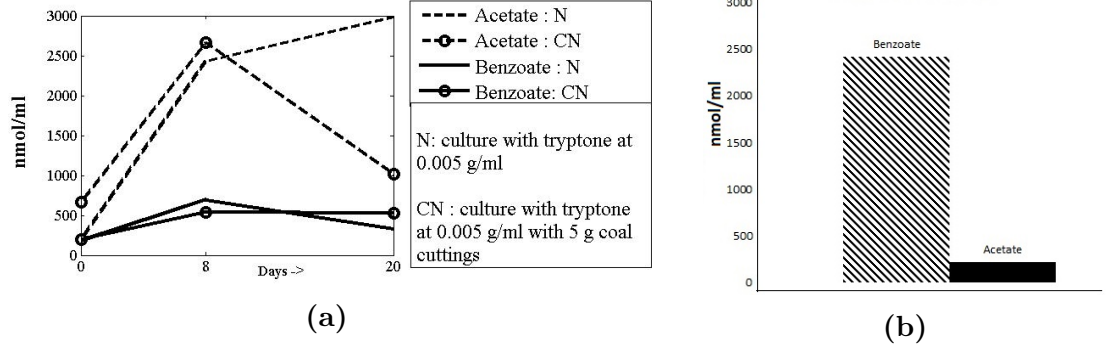 3000
2500
2000
1500
1000
500
0
nmol/ml
0
8
20
Days ->
Acetate : N
Acetate : CN
Benzoate : N
Benzoate: CN
N: culture with tryptone at
0.005 g/ml
CN : culture with tryptone
at 0.005 g/ml with 5 g coal
cuttings
(a)
3000
2500
2000
1500
1000
500
0
nmol/ml
Benzoate
Acetate
(b)